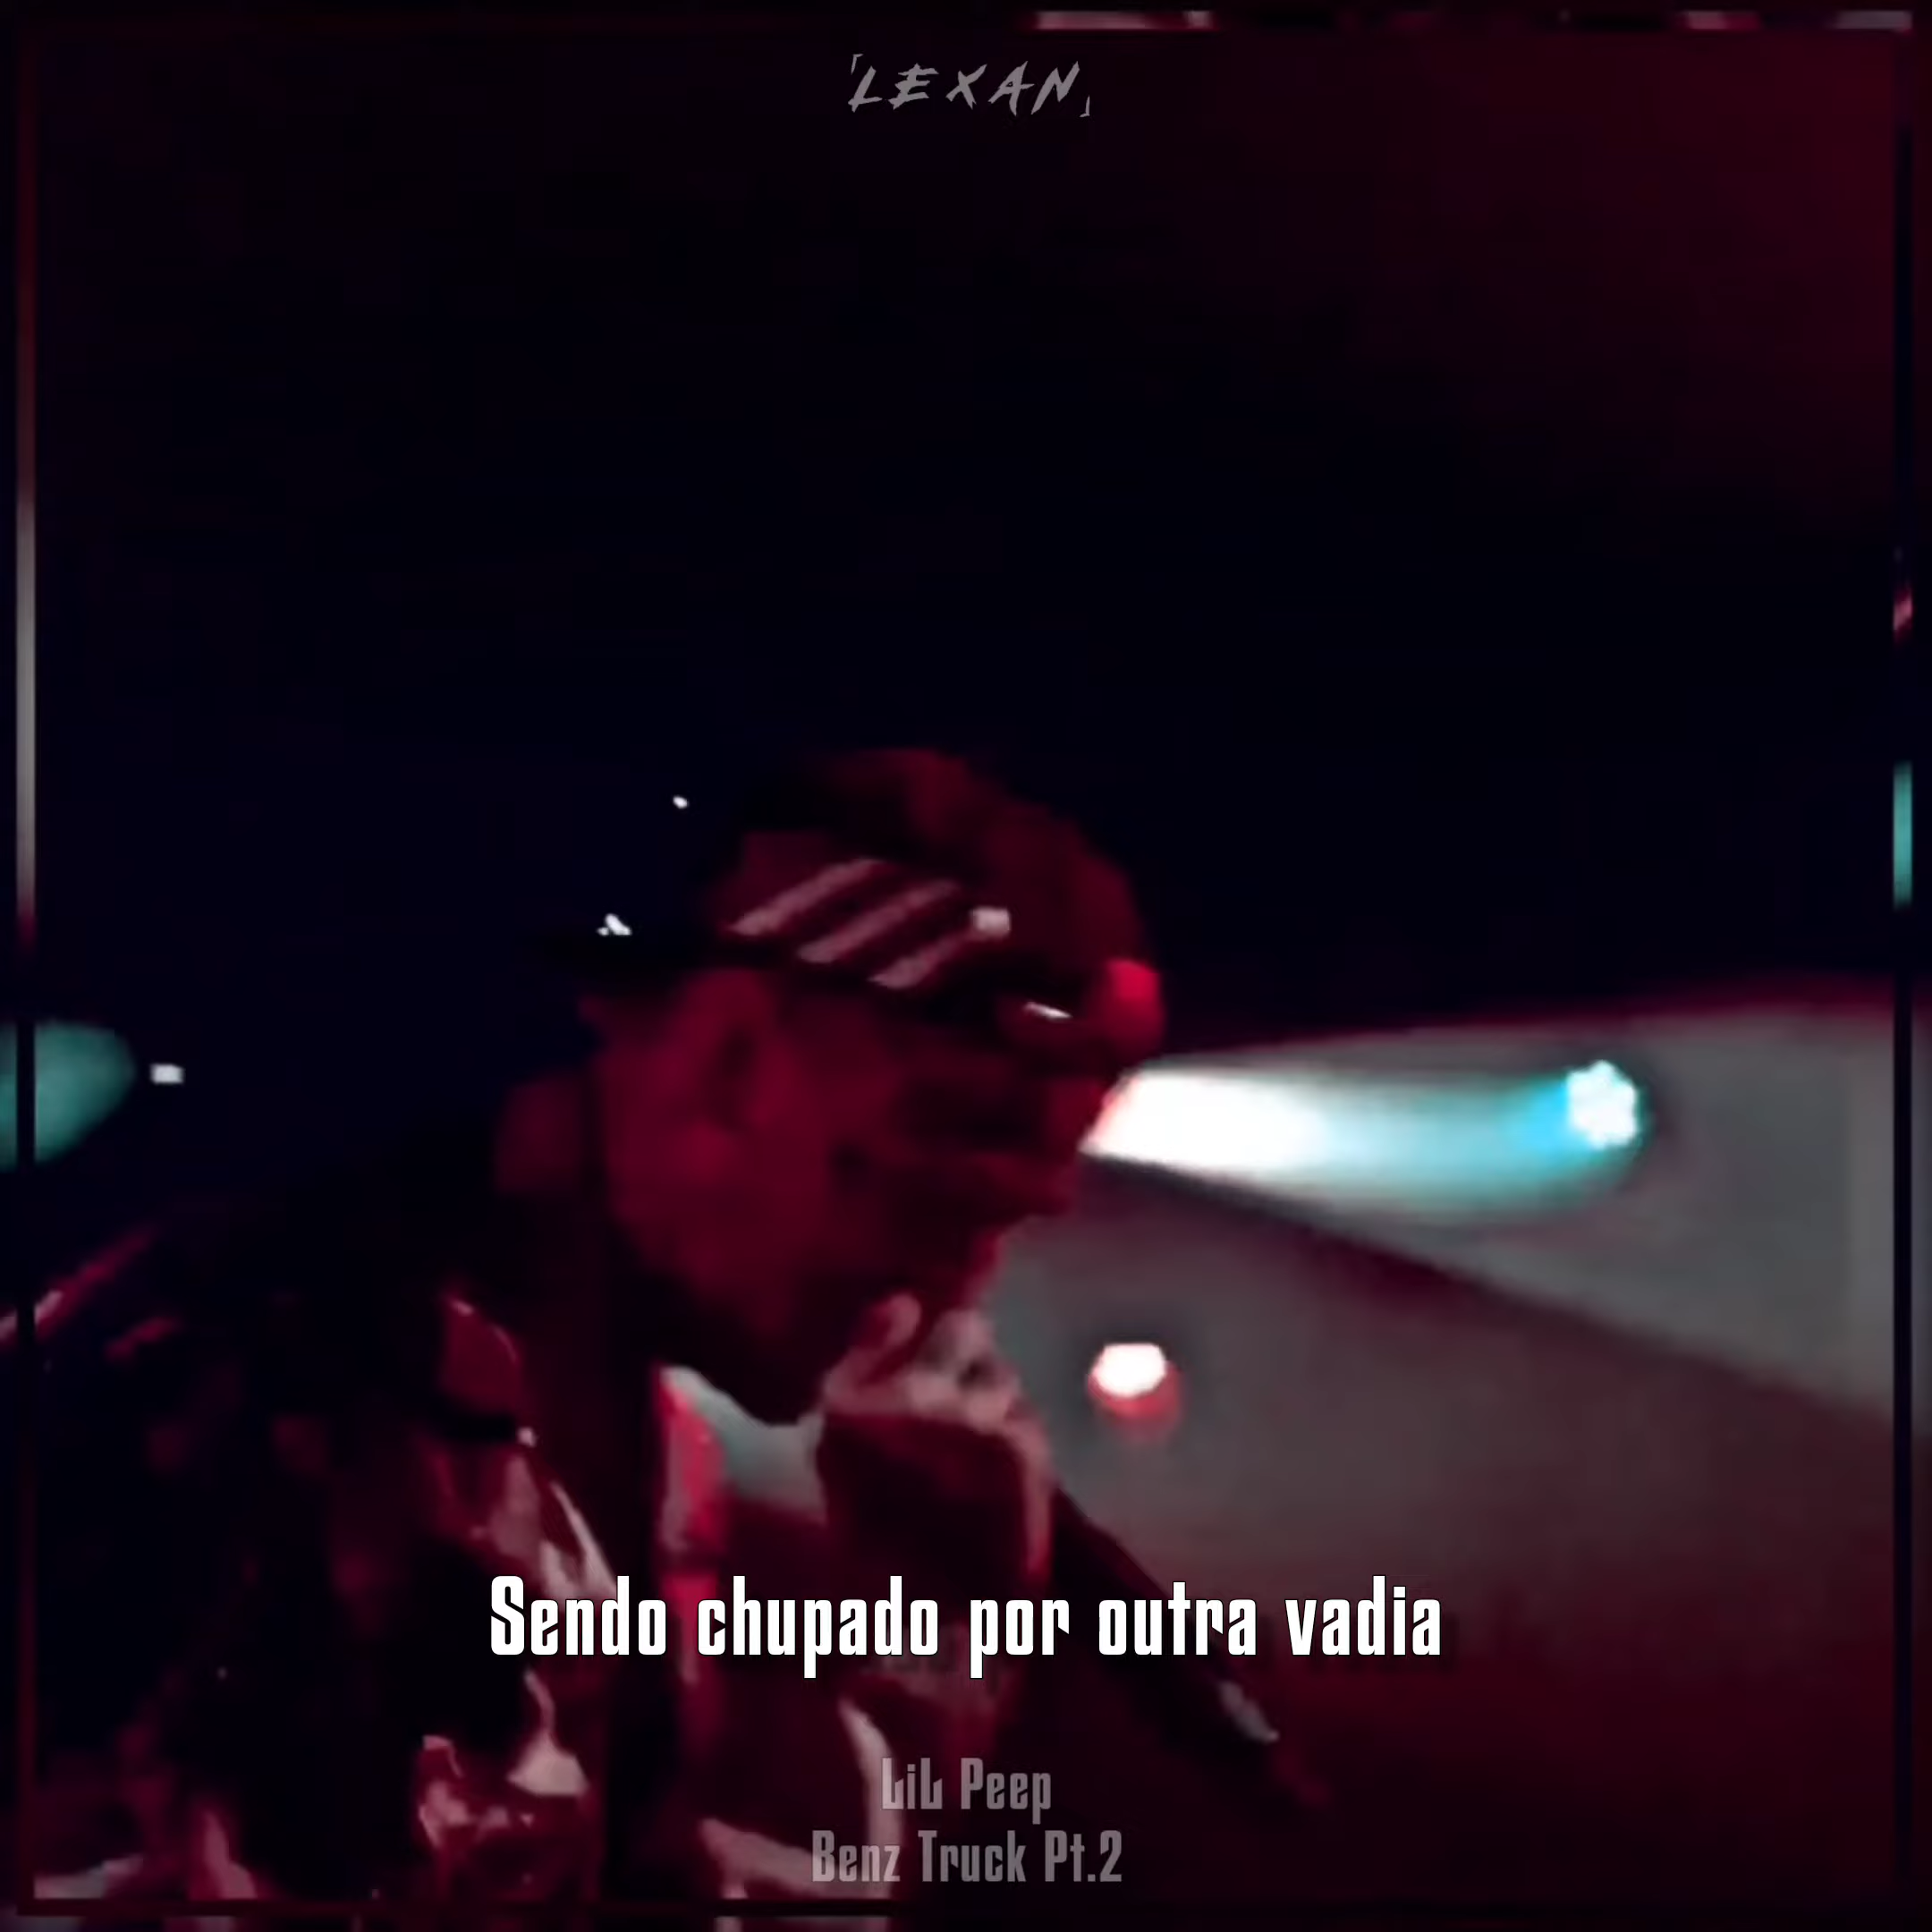 「LEXAN」
Sendo chupado por outra vadia
LiL Peep
Benz Truck Pt.2